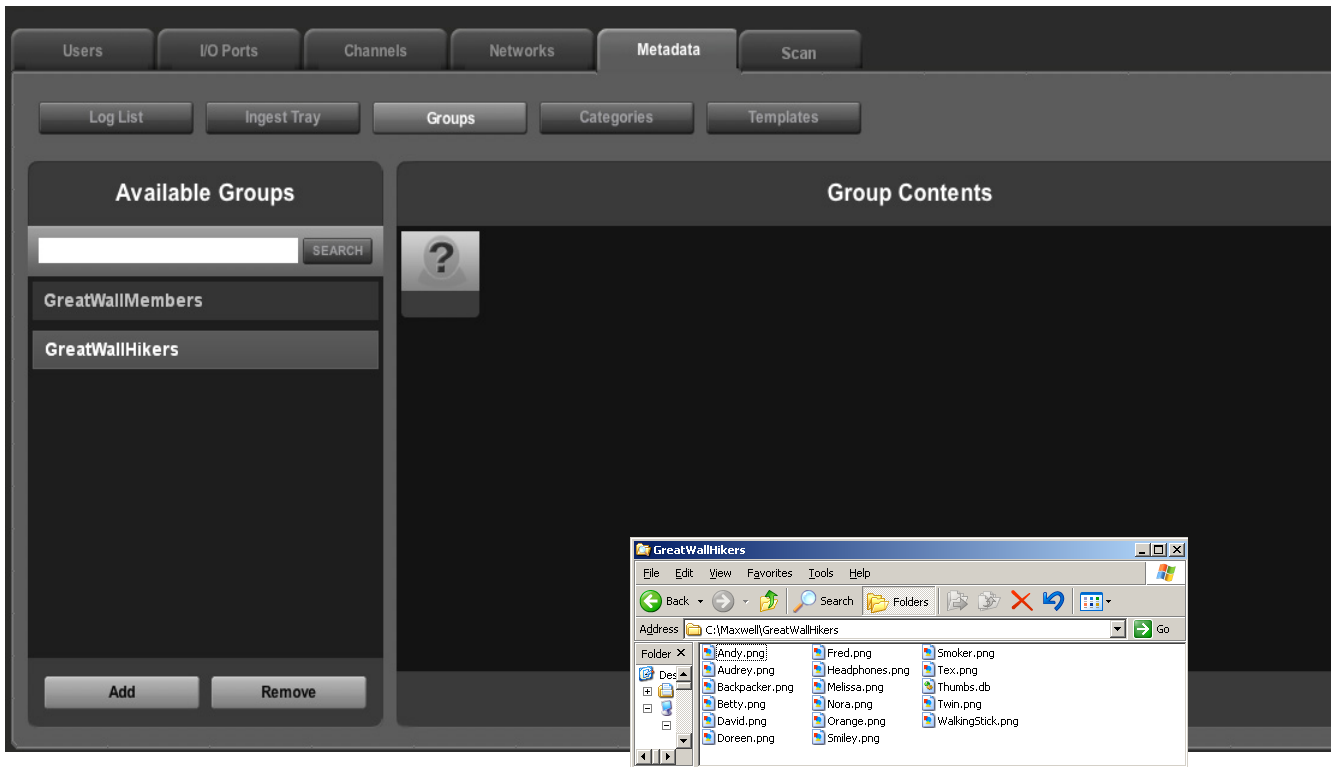 Users I/O Ports Channels Networks Metadata Scan
Log List Ingest Tray Groups Categories Templates
Available Groups
Group Contents
SEARCH
?
GreatWallMembers
GreatWallHikers
Add Remove
GreatWallHikers
File Edit View Favorites Tools Help
Back Search Folders
Address C:\Maxwell\GreatWallHikers Go
Folder
Des
Andy.png Fred.png Smoker.png
Audrey.png Headphones.png Tex.png
Backpacker.png Melissa.png Thumbs.db
Betty.png Nora.png Twin.png
David.png Orange.png WalkingStick.png
Doreen.png Smiley.png